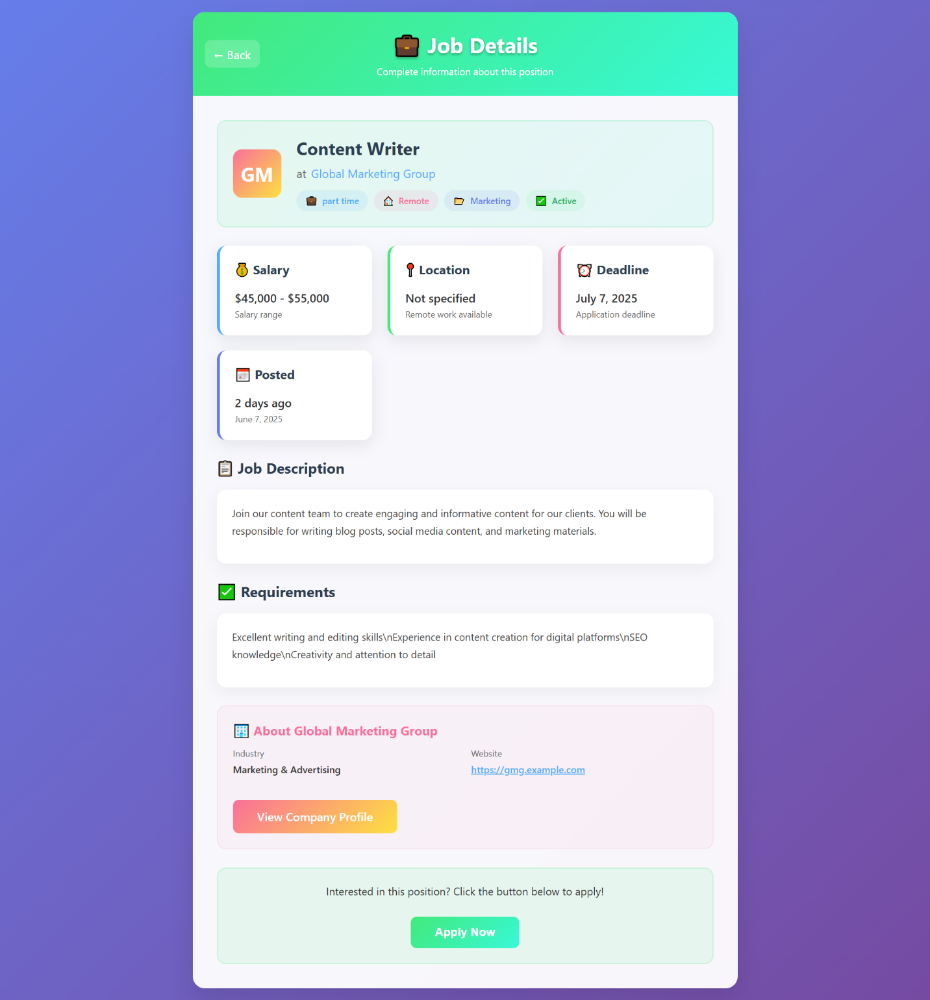 ← Back
Job Details
Complete information about this position
GM
Content Writer
at Global Marketing Group
part time
Remote
Marketing
Active
Salary
$45,000 - $55,000
Salary range
Location
Not specified
Remote work available
Deadline
July 7, 2025
Application deadline
Posted
2 days ago
June 7, 2025
Job Description
Join our content team to create engaging and informative content for our clients. You will be
responsible for writing blog posts, social media content, and marketing materials.
Requirements
Excellent writing and editing skills\nExperience in content creation for digital platforms\nSEO
knowledge\nCreativity and attention to detail
About Global Marketing Group
Industry
Marketing & Advertising
Website
https://gmg.example.com
View Company Profile
Interested in this position? Click the button below to apply!
Apply Now